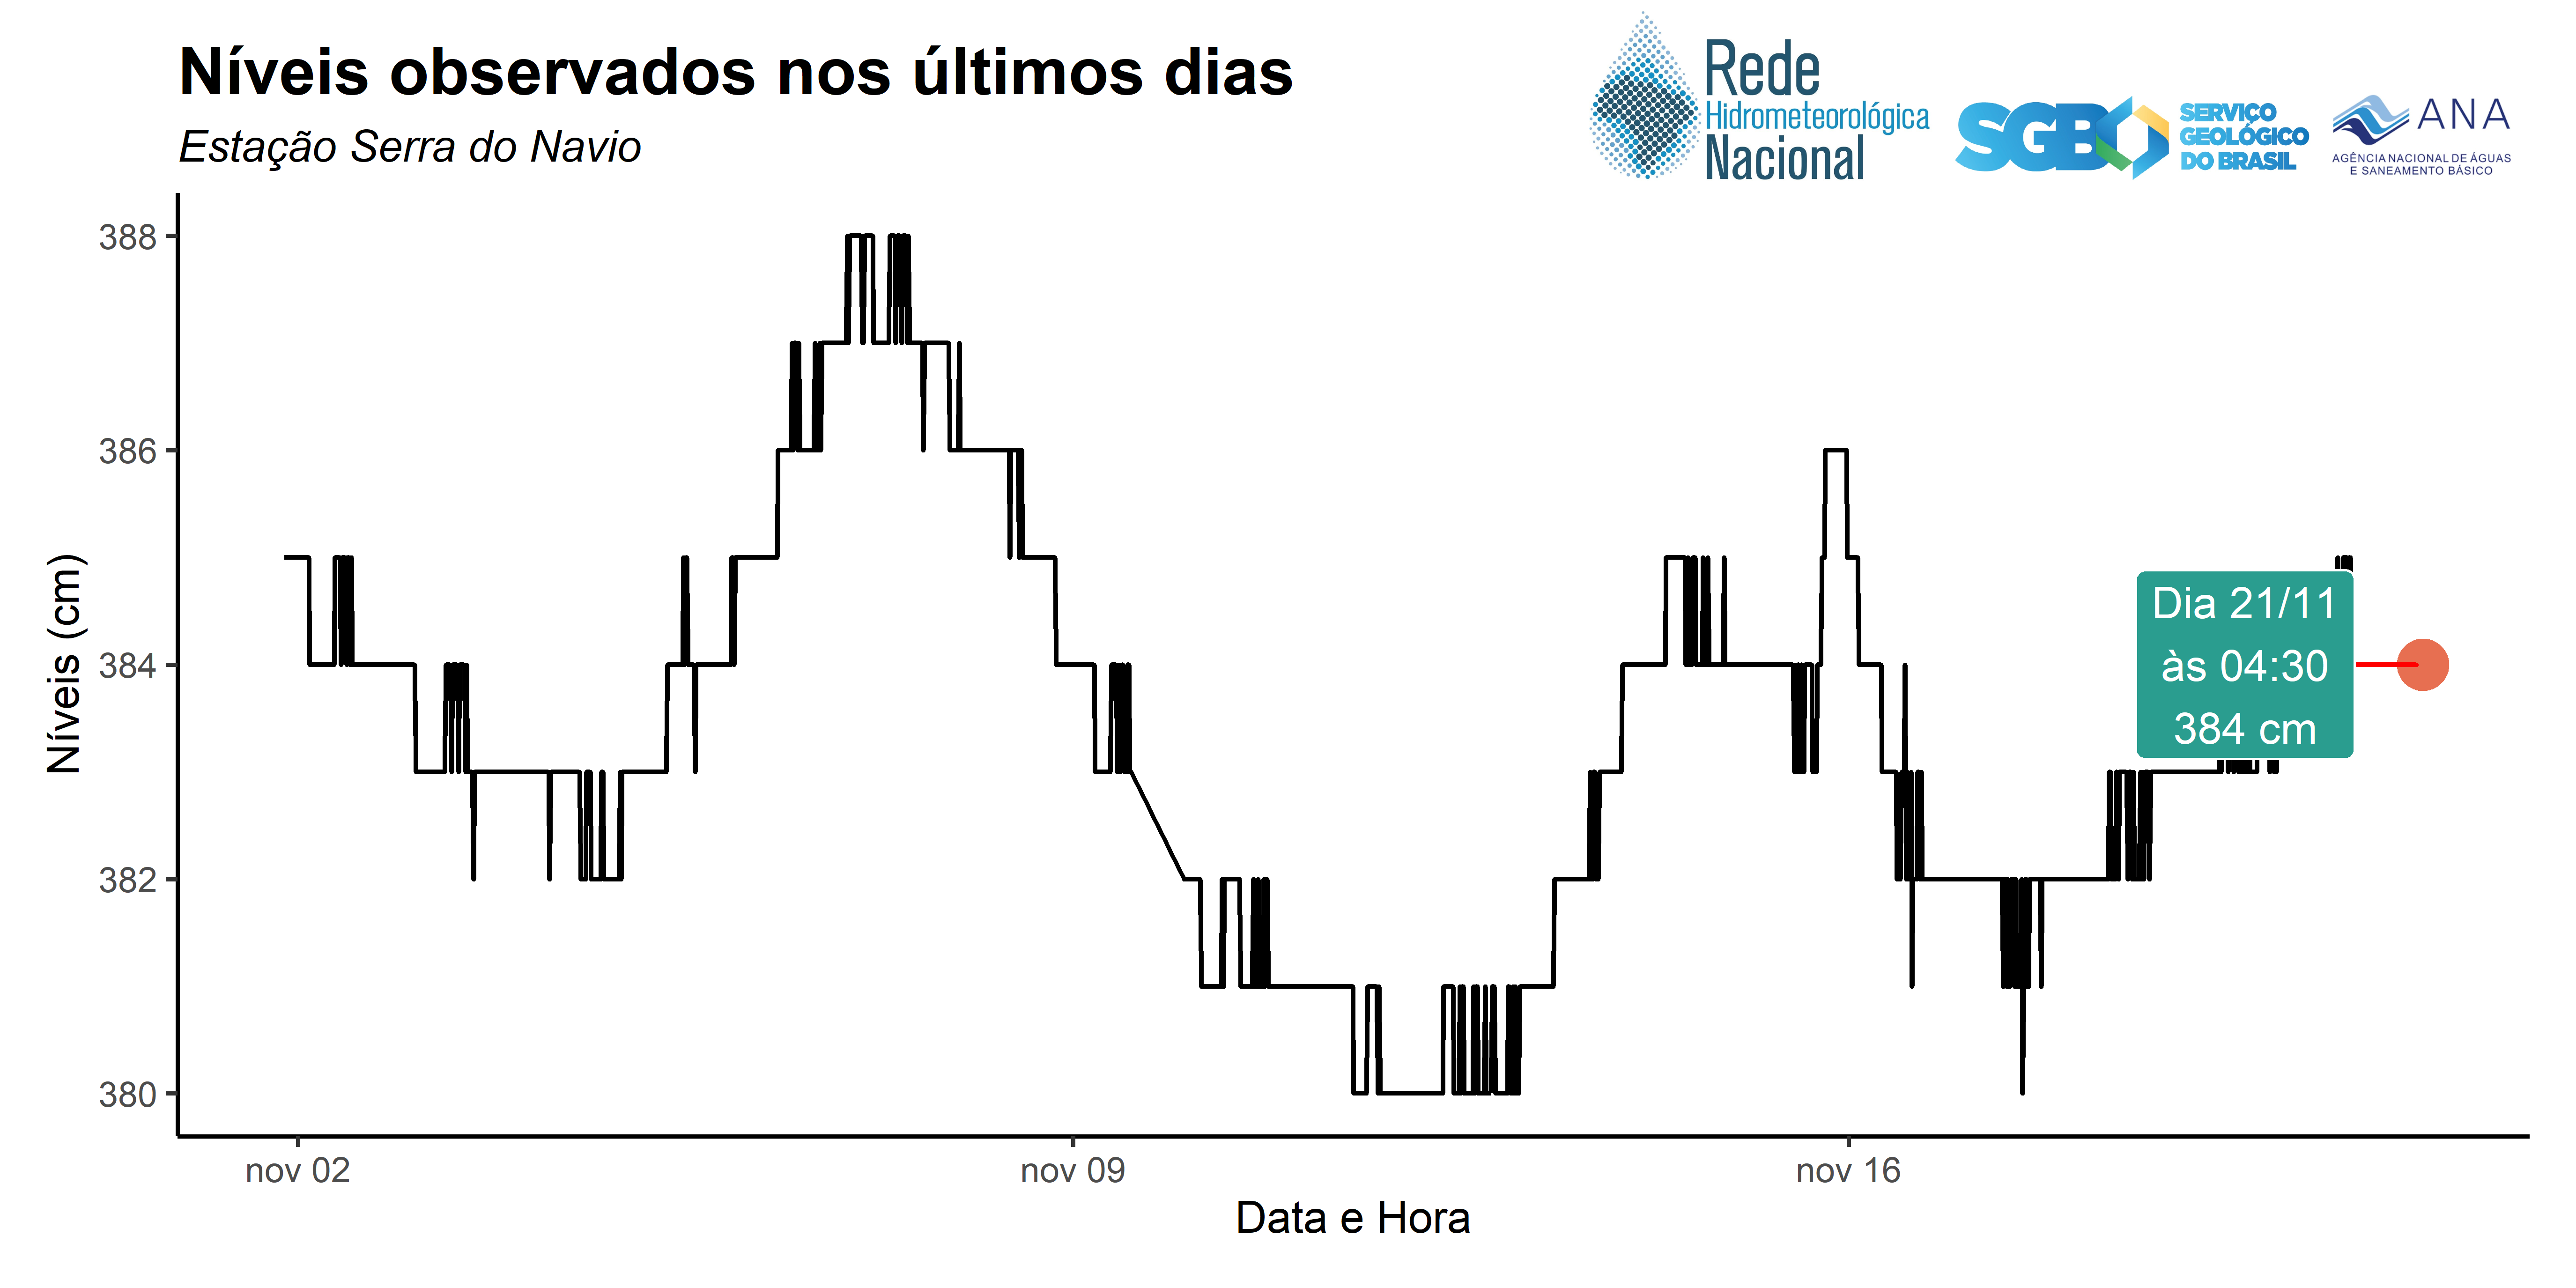 Níveis observados nos últimos dias
Estação Serra do Navio
Rede
Hidrometeorológica
Nacional
SGB
SERVIÇO
GEOLÓGICO
DO BRASIL
ANA
AGÊNCIA NACIONAL DE ÁGUAS
E SANEAMENTO BÁSICO
388
386
384
382
380
Níveis (cm)
Dia 21/11
às 04:30
384 cm
nov 02
nov 09
nov 16
Data e Hora